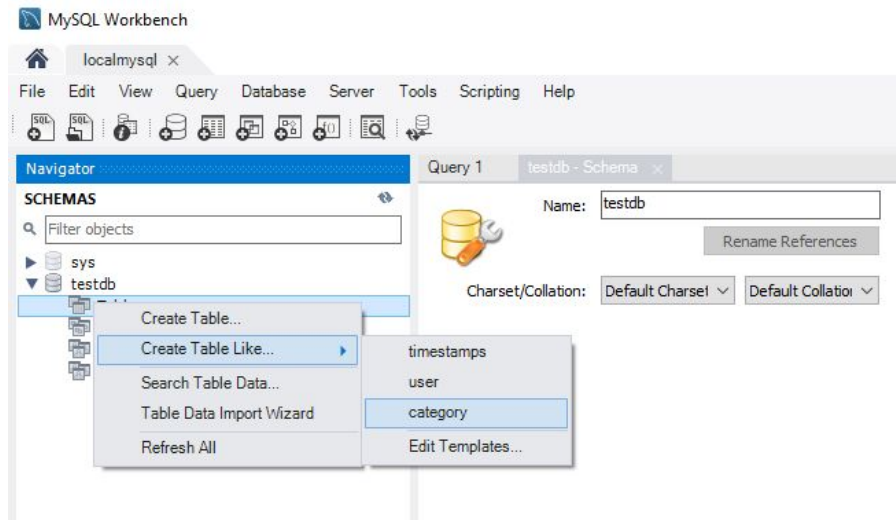 MySQL Workbench
localmysql ×
File Edit View Query Database Server Tools Scripting Help
SQL SQL
Navigator
SCHEMAS
Filter objects
sys
testdb
Create Table...
Create Table Like...
Search Table Data...
Table Data Import Wizard
Refresh All
timestamps
user
category
Edit Templates...
Query 1 testdb - Schema ×
Name: testdb
Rename References
Charset/Collation: Default Charset Default Collation